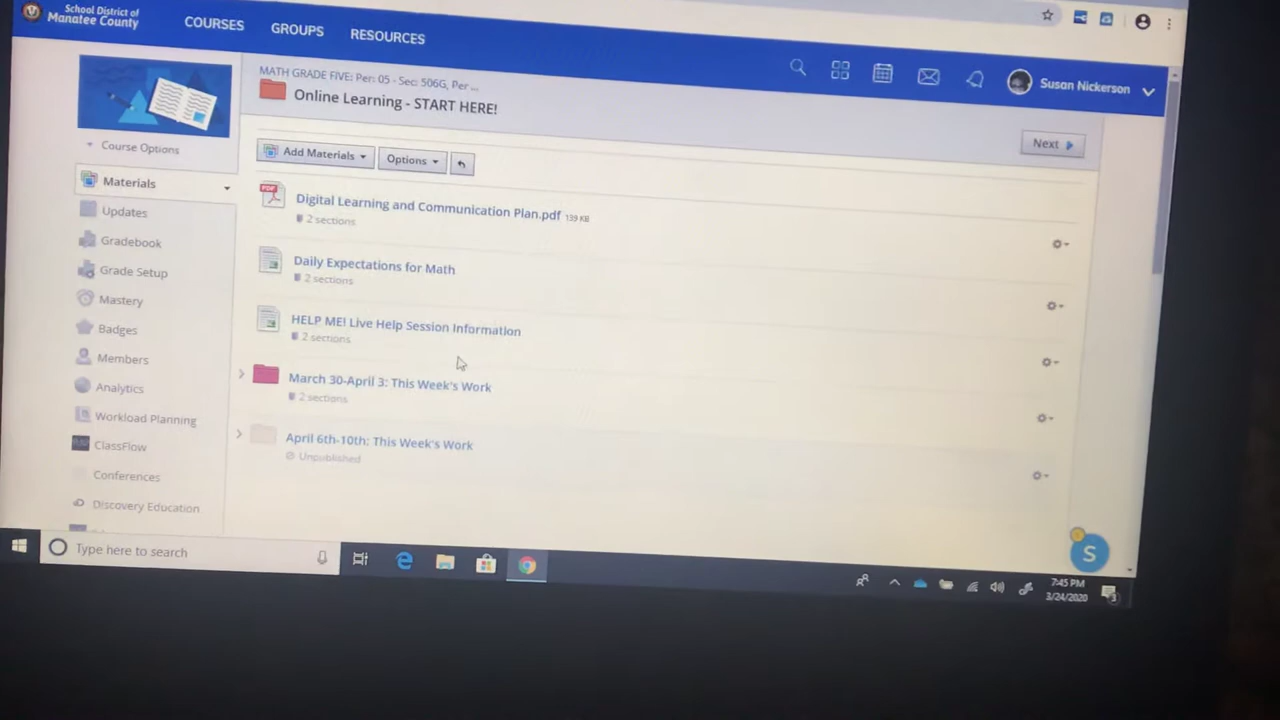 School District of
Manatee County
COURSES
GROUPS
RESOURCES
Susan Nickerson
MATH GRADE FIVE: Per: 05 - Sec: 506G, Per ...
Online Learning - START HERE!
Next
Course Options
Add Materials
Options
Materials
Updates
Gradebook
Grade Setup
Mastery
Badges
Members
Analytics
Workload Planning
ClassFlow
Conferences
Discovery Education
PDF
Digital Learning and Communication Plan.pdf 139 KB
2 sections
Daily Expectations for Math
2 sections
HELP ME! Live Help Session Information
2 sections
March 30-April 3: This Week's Work
2 sections
April 6th-10th: This Week's Work
Unpublished
S
Type here to search
7:45 PM
3/24/2020
3